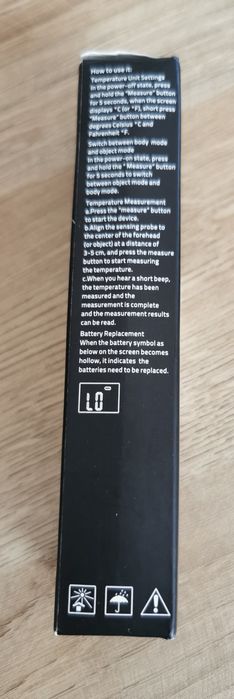 How to use it:
Temperature Unit Settings
In the power-off state, press
and hold the "Measure" button
for 5 seconds, when the screen
displays °C (or °F), short press
"Measure" button between
degrees Celsius °C and
Fahrenheit °F.
Switch between body mode
and object mode
In the power-on state, press
and hold the "Measure" button
for 5 seconds to switch
between object mode and
body mode.
Temperature Measurement
a.Press the "measure" button
to start the device.
b.Align the sensing probe to
the center of the forehead
(or object) at a distance of
3-5 cm, and press the measure
button to start measuring
the temperature.
c.When you hear a short beep,
the temperature has been
measured and the
measurement is complete
and the measurement results
can be read.
Battery Replacement
When the battery symbol as
below on the screen becomes
hollow, it indicates the
batteries need to be replaced.
LO